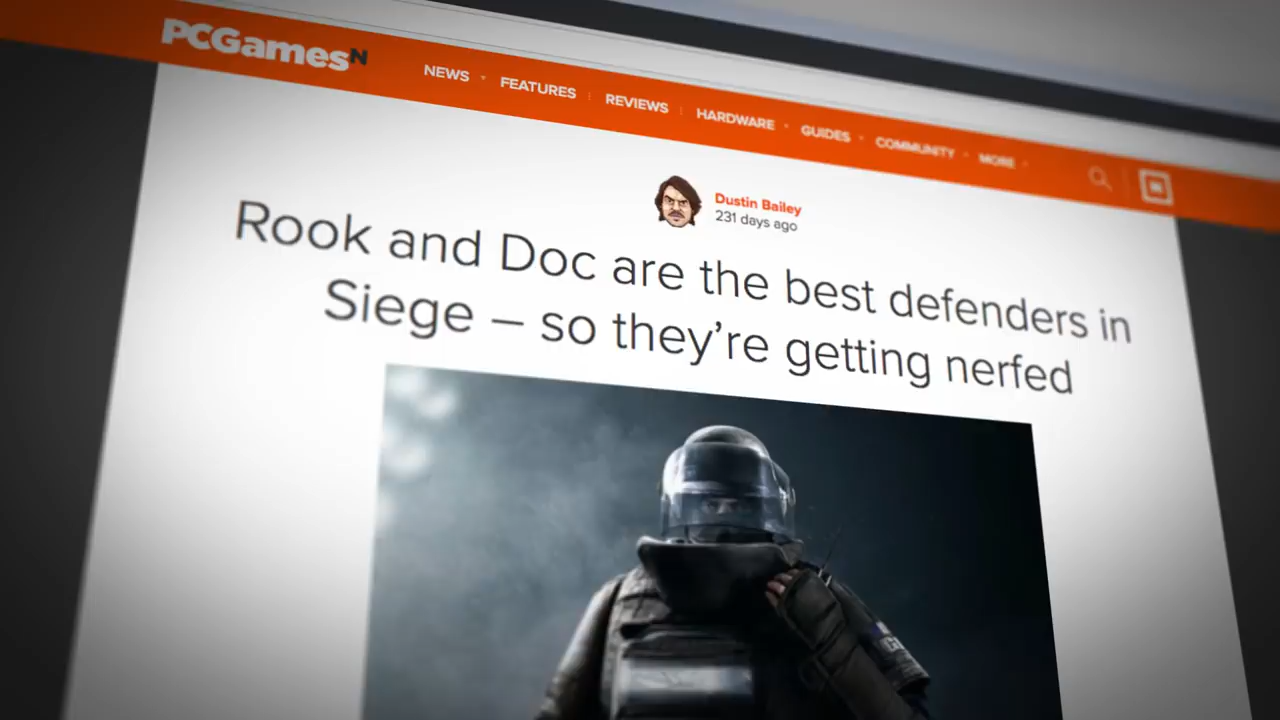 PCGamesN
NEWS
FEATURES
REVIEWS
HARDWARE
GUIDES
COMMUNITY
MORE
Dustin Bailey
231 days ago
Rook and Doc are the best defenders in
Siege – so they’re getting nerfed